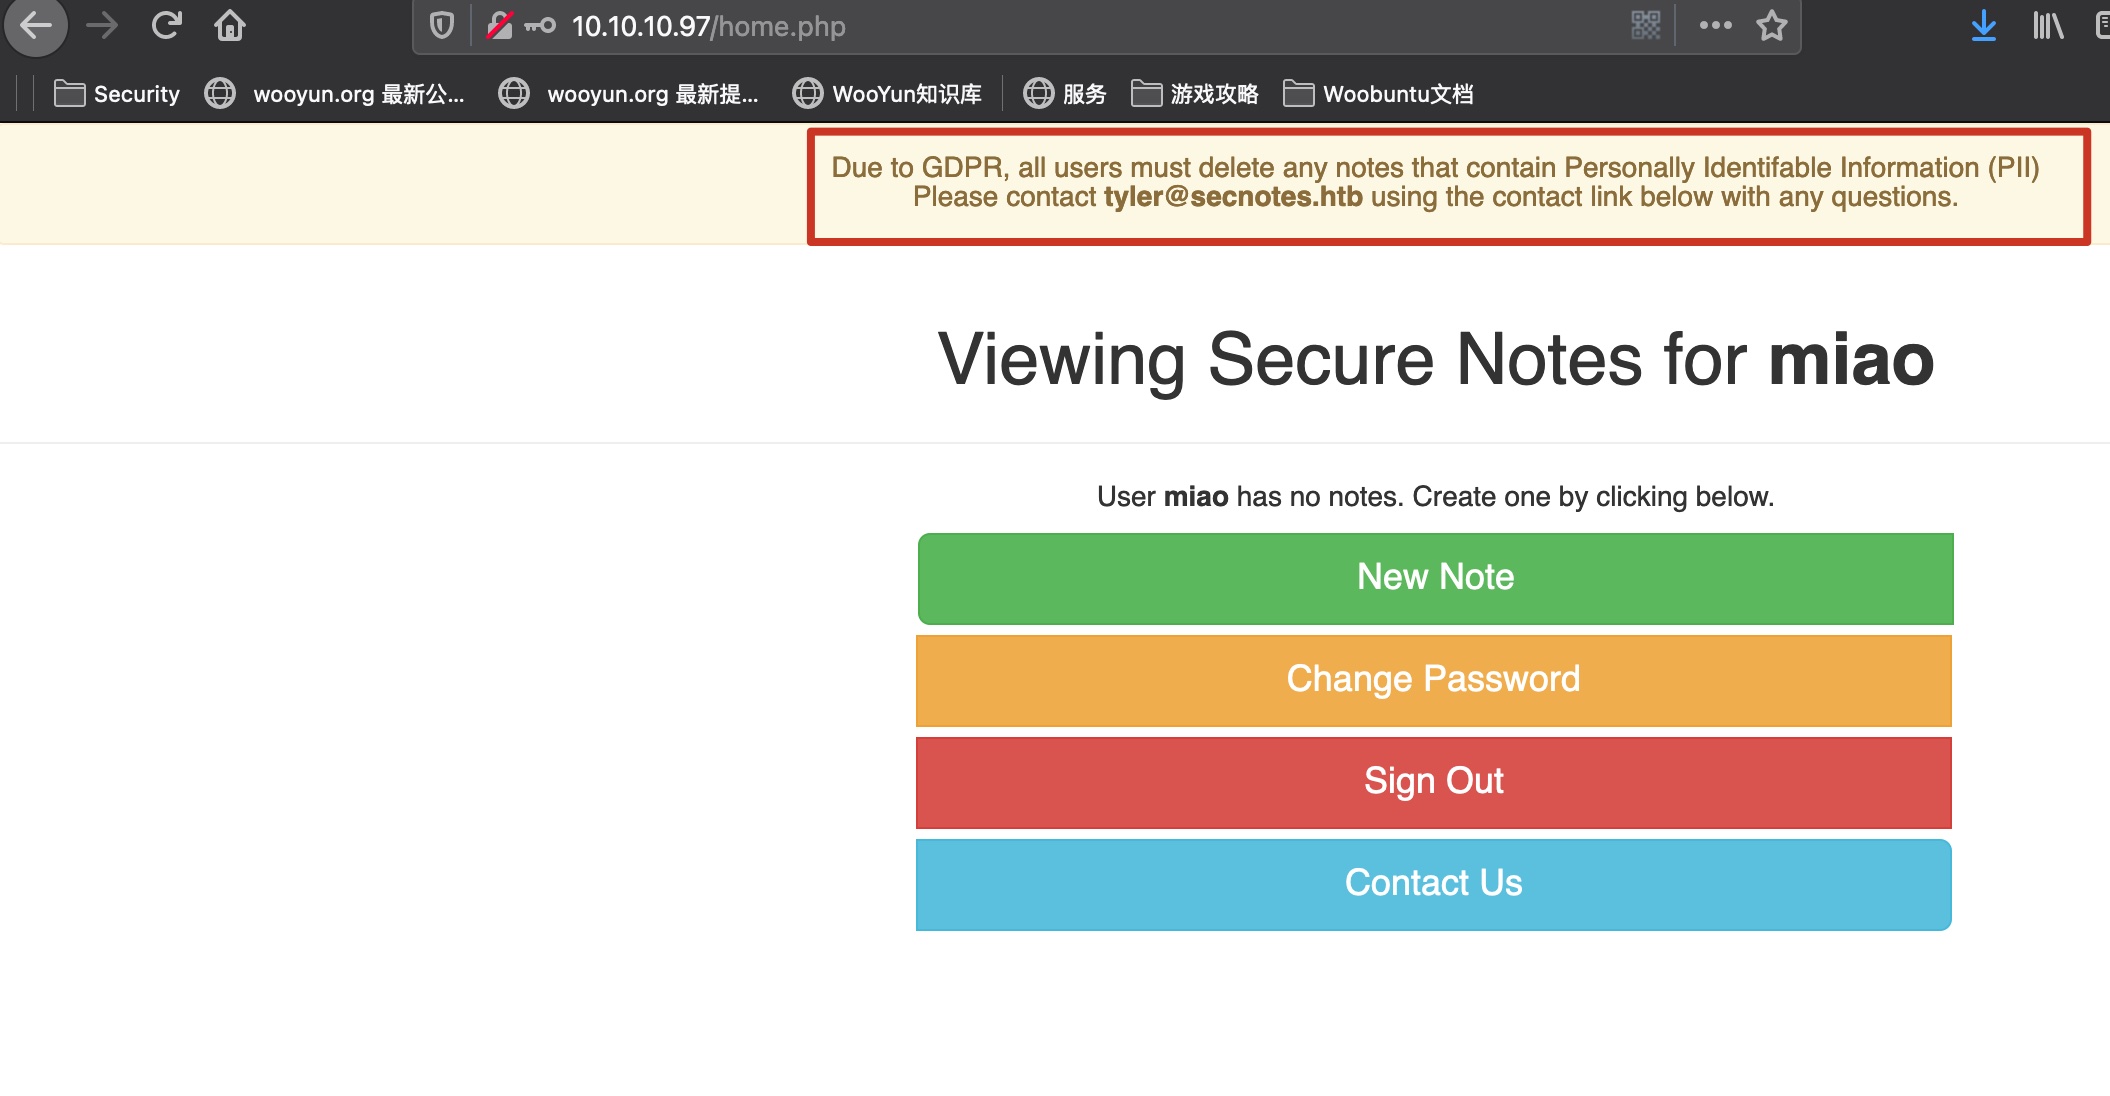 10.10.10.97/home.php
Security wooyun.org 最新公... wooyun.org 最新提... WooYun知识库 服务 游戏攻略 Woobuntu文档
Due to GDPR, all users must delete any notes that contain Personally Identifable Information (PII)
Please contact tyler@secnotes.htb using the contact link below with any questions.
Viewing Secure Notes for miao
User miao has no notes. Create one by clicking below.
New Note
Change Password
Sign Out
Contact Us